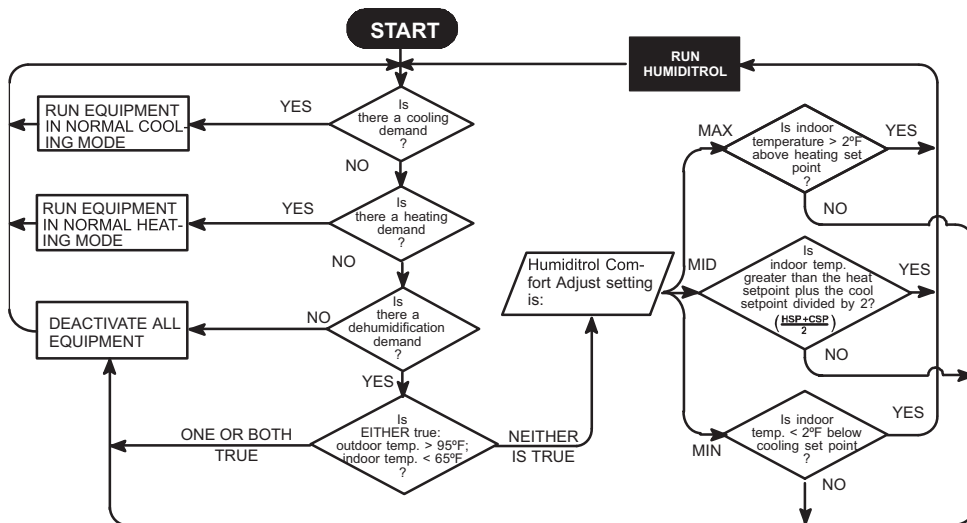 START
RUN
HUMIDITROL
Is
there a cooling
demand
?
YES
RUN EQUIPMENT
IN NORMAL COOL-
ING MODE
NO
Is
there a heating
demand
?
YES
RUN EQUIPMENT
IN NORMAL HEAT-
ING MODE
NO
Is
there a
dehumidification
demand
?
NO
DEACTIVATE ALL
EQUIPMENT
YES
Is
EITHER true:
outdoor temp. > 95ºF;
indoor temp. < 65ºF
?
ONE OR BOTH
TRUE
NEITHER
IS TRUE
Humiditrol Com-
fort Adjust setting
is:
MAX
Is indoor
temperature > 2ºF
above heating set
point
?
YES
NO
MID
Is
indoor temp.
greater than the heat
setpoint plus the cool
setpoint divided by 2?
(HSP+CSP
2)
YES
NO
MIN
Is indoor
temp. < 2ºF below
cooling set point
?
YES
NO